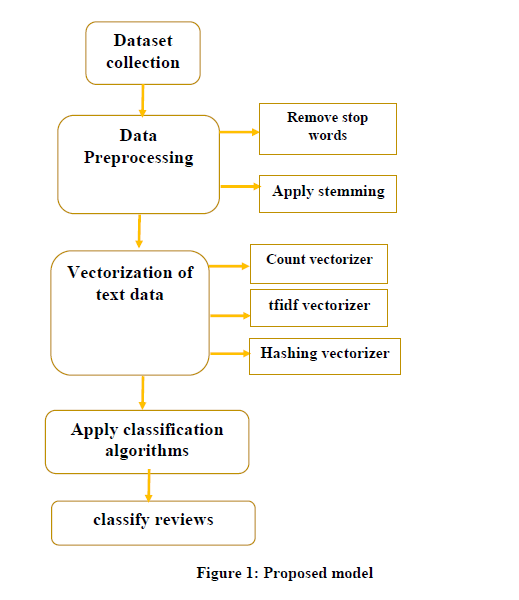 Dataset
collection
Data
Preprocessing
Remove stop
words
Apply stemming
Vectorization of
text data
Count vectorizer
tfidf vectorizer
Hashing vectorizer
Apply classification
algorithms
classify reviews
Figure 1: Proposed model